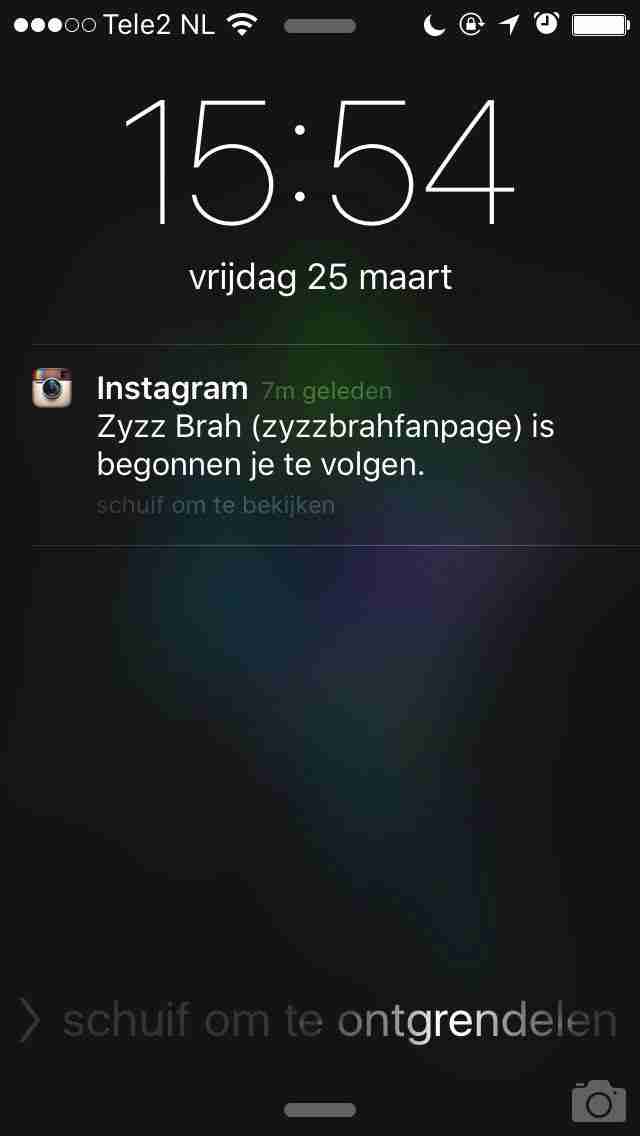 Tele2 NL
15:54
vrijdag 25 maart
Instagram 7m geleden
Zyzz Brah (zyzzbrahfanpage) is
begonnen je te volgen.
schuif om te bekijken
schuif om te ontgrendelen